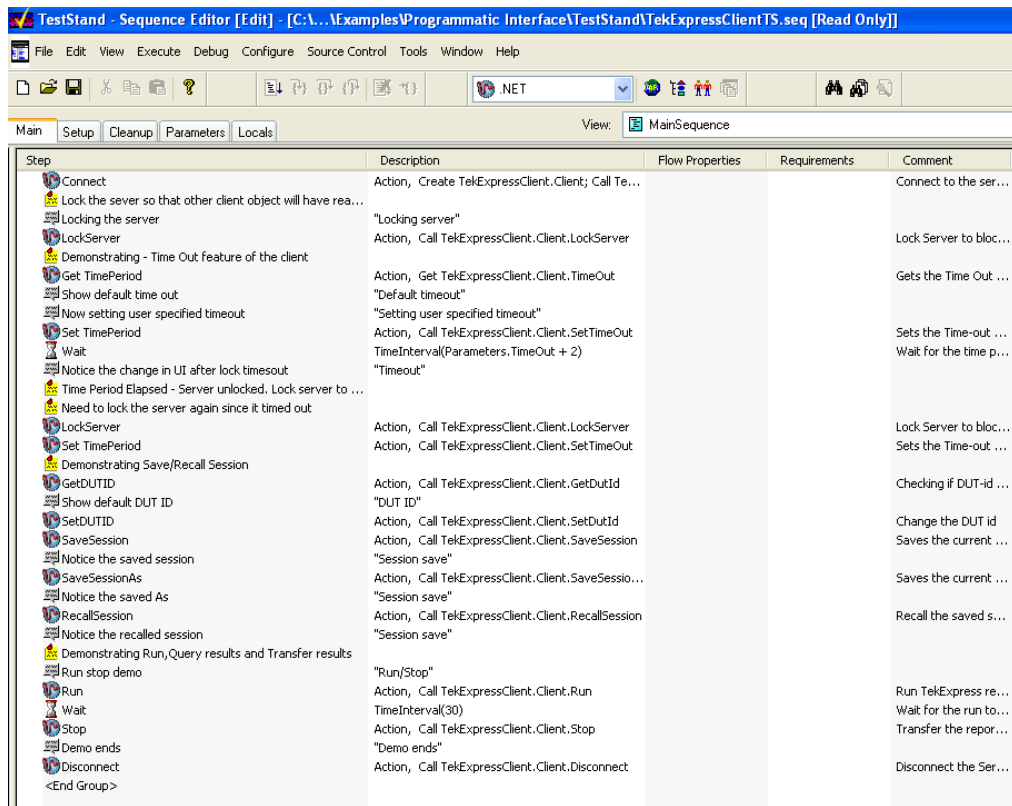 TestStand - Sequence Editor [Edit] - [C:\...\Examples\Programmatic Interface\TestStand\TekExpressClientTS.seq [Read Only]]
File Edit View Execute Debug Configure Source Control Tools Window Help
.NET
Main Setup Cleanup Parameters Locals View: MainSequence
Step Description Flow Properties Requirements Comment
Connect Action, Create TekExpressClient.Client; Call Te... Connect to the ser...
Lock the sever so that other client object will have rea...
Locking the server "Locking server"
LockServer Action, Call TekExpressClient.Client.LockServer Lock Server to bloc...
Demonstrating - Time Out feature of the client
Get TimePeriod Action, Get TekExpressClient.Client.TimeOut Gets the Time Out ...
Show default time out "Default timeout"
Now setting user specified timeout "Setting user specified timeout"
Set TimePeriod Action, Call TekExpressClient.Client.SetTimeOut Sets the Time-out ...
Wait TimeInterval(Parameters.TimeOut + 2) Wait for the time p...
Notice the change in UI after lock timesout "Timeout"
Time Period Elapsed - Server unlocked. Lock server to ...
Need to lock the server again since it timed out
LockServer Action, Call TekExpressClient.Client.LockServer Lock Server to bloc...
Set TimePeriod Action, Call TekExpressClient.Client.SetTimeOut Sets the Time-out ...
Demonstrating Save/Recall Session
GetDUTID Action, Call TekExpressClient.Client.GetDutId Checking if DUT-id ...
Show default DUT ID "DUT ID"
SetDUTID Action, Call TekExpressClient.Client.SetDutId Change the DUT id
SaveSession Action, Call TekExpressClient.Client.SaveSession Saves the current ...
Notice the saved session "Session save"
SaveSessionAs Action, Call TekExpressClient.Client.SaveSessio... Saves the current ...
Notice the saved As "Session save"
RecallSession Action, Call TekExpressClient.Client.RecallSession Recall the saved s...
Notice the recalled session "Session save"
Demonstrating Run,Query results and Transfer results
Run stop demo "Run/Stop"
Run Action, Call TekExpressClient.Client.Run Run TekExpress re...
Wait TimeInterval(30) Wait for the run to...
Stop Action, Call TekExpressClient.Client.Stop Transfer the repor...
Demo ends "Demo ends"
Disconnect Action, Call TekExpressClient.Client.Disconnect Disconnect the Ser...
<End Group>